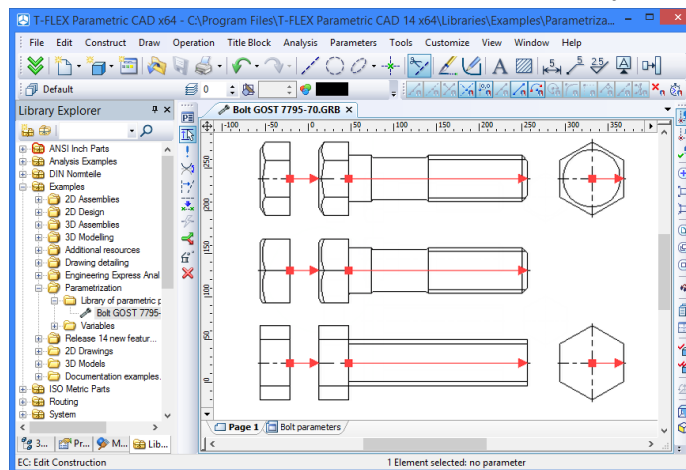 T-FLEX Parametric CAD x64 - C:\Program Files\T-FLEX Parametric CAD 14 x64\Libraries\Examples\Parametriza...
File Edit Construct Draw Operation Title Block Analysis Parameters Tools Customize View Window Help
Default 0
Library Explorer
Bolt GOST 7795-70.GRB
-100 -50 0 50 100 150 200 250 300 350
ANSI Inch Parts
Analysis Examples
DIN Normteile
Examples
2D Assemblies
2D Design
3D Assemblies
3D Modelling
Additional resources
Drawing detailing
Engineering Express Anal
Parametrization
Library of parametric p
Bolt GOST 7795-
Variables
Release 14 new featur...
2D Drawings
3D Models
Documentation examples.
ISO Metric Parts
Routing
System
250
200
150
100
50
0
Page 1 Bolt parameters
3... Pr... M... Lib...
EC: Edit Construction 1 Element selected: no parameter